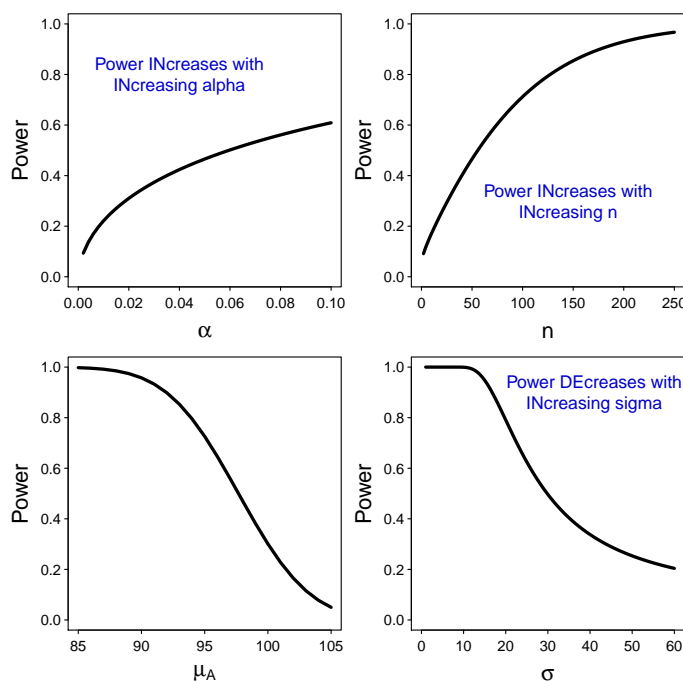 1.0
0.8
0.6
0.4
0.2
0.0
Power
Power INcreases with
INcreasing alpha
0.00 0.02 0.04 0.06 0.08 0.10
α
1.0
0.8
0.6
0.4
0.2
0.0
Power
Power INcreases with
INcreasing n
0 50 100 150 200 250
n
1.0
0.8
0.6
0.4
0.2
0.0
Power
85 90 95 100 105
μA
1.0
0.8
0.6
0.4
0.2
0.0
Power
Power DEcreases with
INcreasing sigma
0 10 20 30 40 50 60
σ